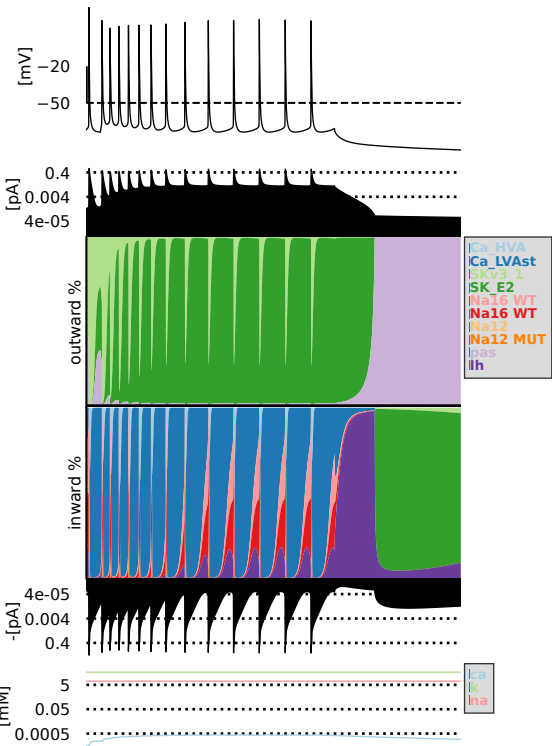 [mV]
−20
−50
[pA]
0.4
0.004
4e-05
outward %
Ca_HVA
Ca_LVAst
SKv3_1
SK_E2
Na16 WT
Na16 WT
Na12
Na12 MUT
pas
Ih
inward %
-[pA]
4e-05
0.004
0.4
ca
k
na
[mM]
5
0.05
0.0005